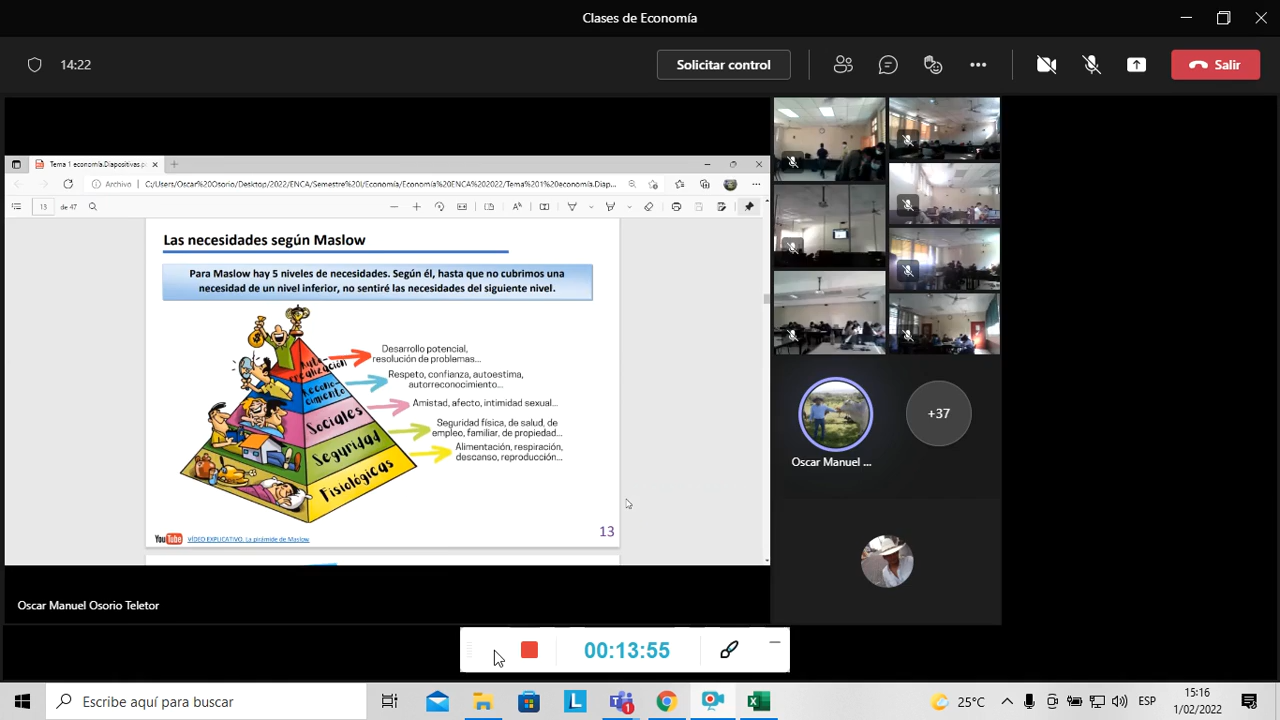 Clases de Economía
14:22
Solicitar control
Salir
Tema 1 economía.Diapositivas p
Archivo
C:/Users/Oscar%20Osorio/Desktop/2022/ENCA/Semestre%20I/Economía/Economía%20ENCA%202022/Tema%201%20economía.Diap...
13
de 47
Las necesidades según Maslow
Para Maslow hay 5 niveles de necesidades. Según él, hasta que no cubrimos una
necesidad de un nivel inferior, no sentiré las necesidades del siguiente nivel.
Auto-
rrealización
Desarrollo potencial,
resolución de problemas...
Recono-
cimiento
Respeto, confianza, autoestima,
autorreconocimiento...
Sociales
Amistad, afecto, intimidad sexual...
Seguridad
Seguridad física, de salud, de
empleo, familiar, de propiedad...
Fisiológicas
Alimentación, respiración,
descanso, reproducción...
YouTube
VÍDEO EXPLICATIVO. La pirámide de Maslow.
13
+37
Oscar Manuel ...
Oscar Manuel Osorio Teletor
00:13:55
Escribe aquí para buscar
L
1
25°C
ESP
15:16
1/02/2022